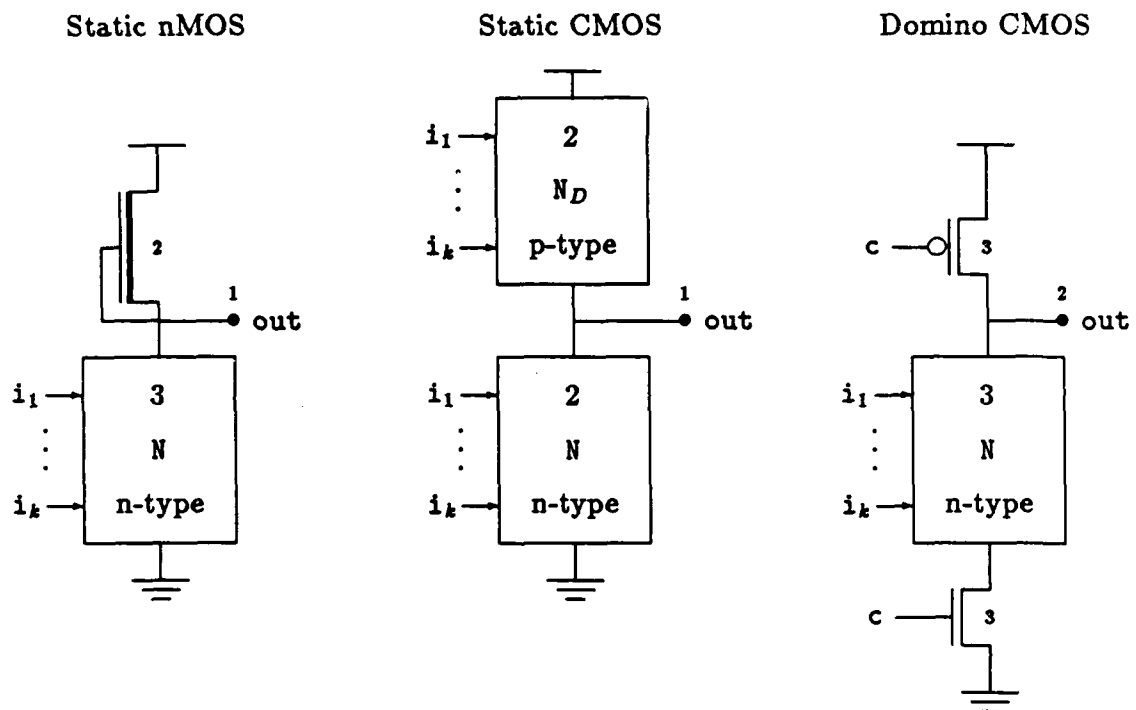 Static nMOS
2
1
out
i1
3
N
ik
n-type
Static CMOS
i1
2
ND
ik
p-type
1
out
i1
2
N
ik
n-type
Domino CMOS
c
3
2
out
i1
3
N
ik
n-type
c
3